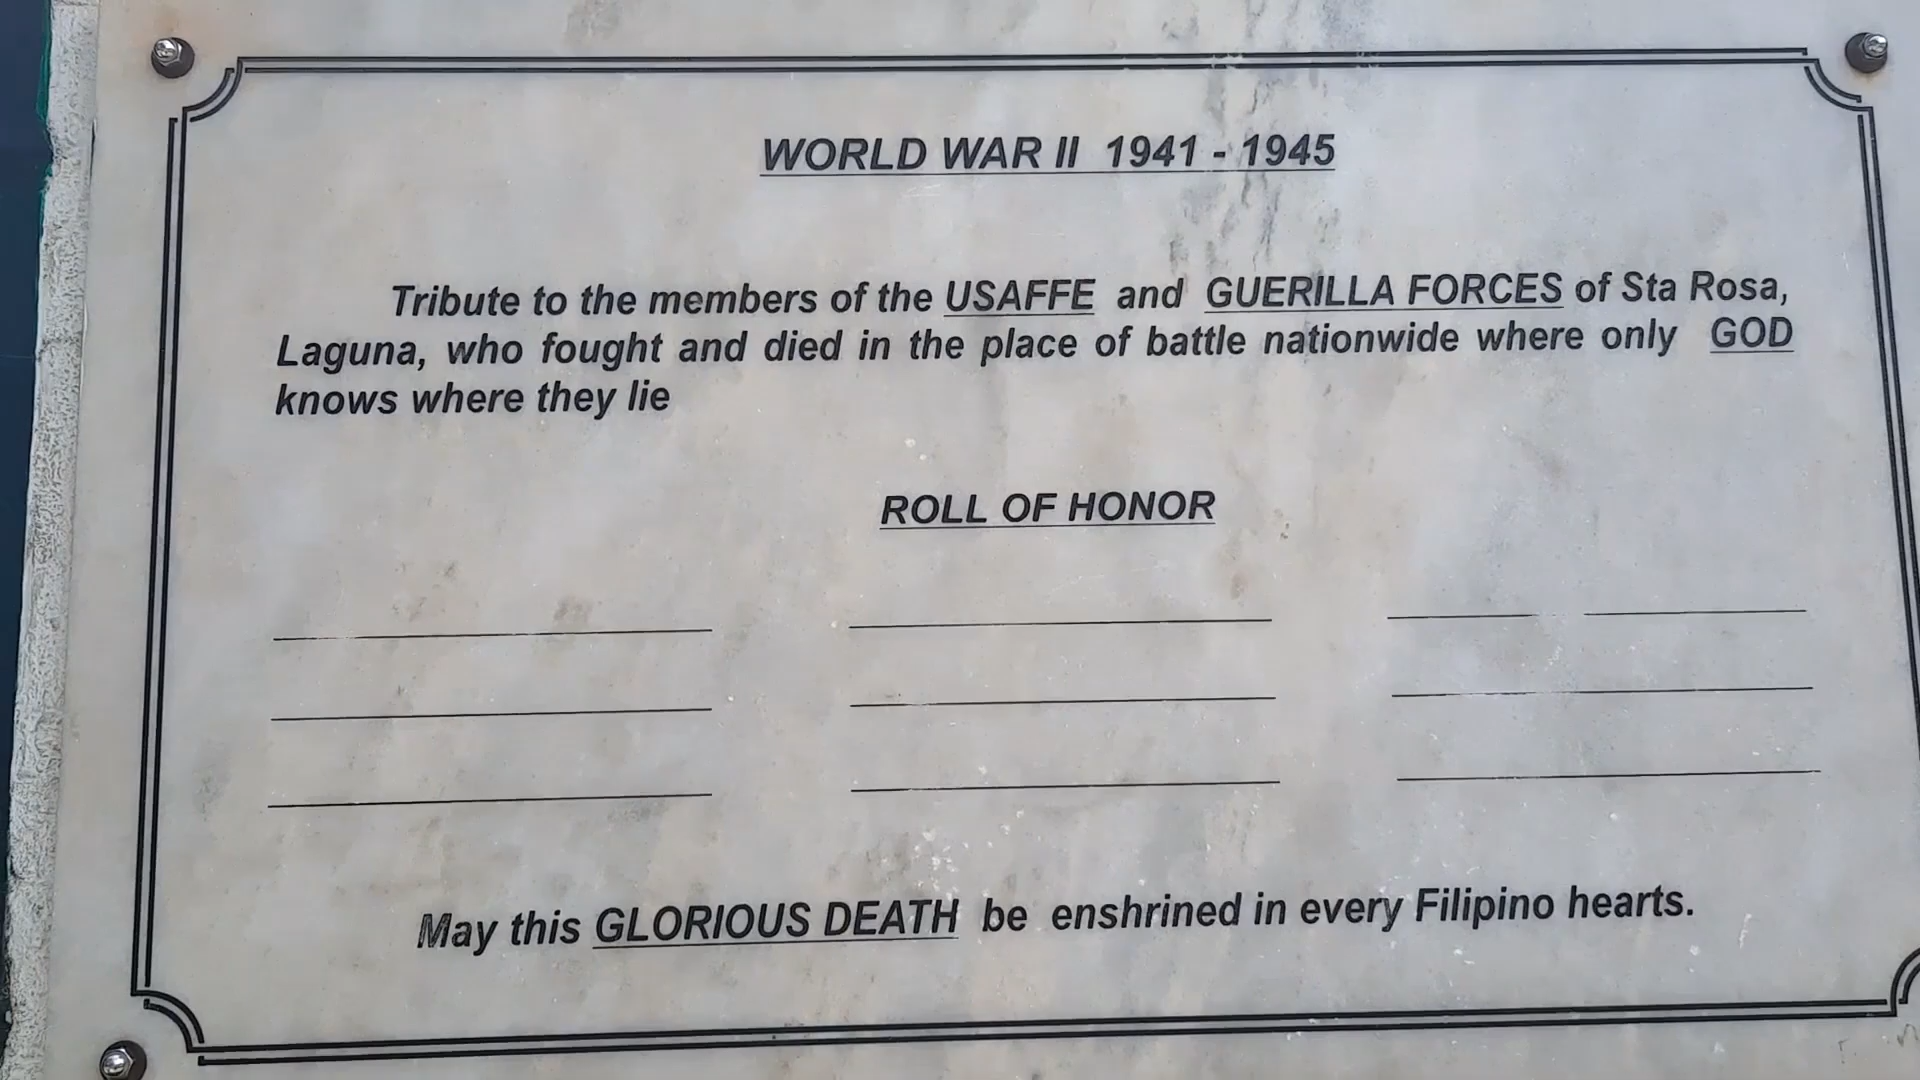 WORLD WAR II 1941 - 1945
Tribute to the members of the USAFFE and GUERILLA FORCES of Sta Rosa,
Laguna, who fought and died in the place of battle nationwide where only GOD
knows where they lie
ROLL OF HONOR
May this GLORIOUS DEATH be enshrined in every Filipino hearts.